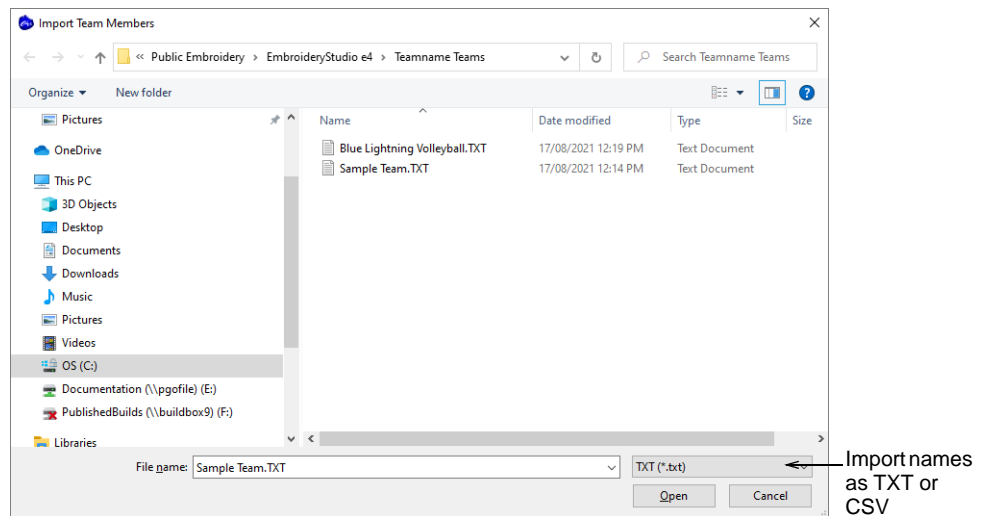 Import Team Members
« Public Embroidery > EmbroideryStudio e4 > Teamname Teams
Search Teamname Teams
Organize
New folder
Name
Date modified
Type
Size
Pictures
OneDrive
This PC
3D Objects
Desktop
Documents
Downloads
Music
Pictures
Videos
OS (C:)
Documentation (\\pgofile) (E:)
PublishedBuilds (\\buildbox9) (F:)
Libraries
Blue Lightning Volleyball.TXT 17/08/2021 12:19 PM Text Document
Sample Team.TXT 17/08/2021 12:14 PM Text Document
File name: Sample Team.TXT
TXT (*.txt)
Open
Cancel
Import names
as TXT or
CSV